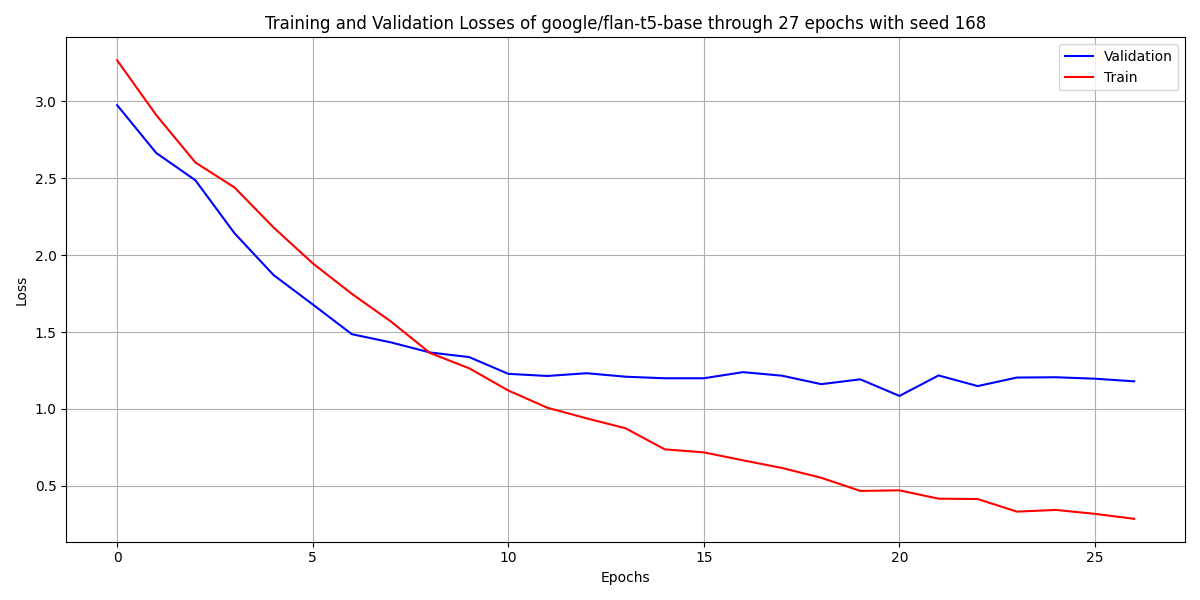 Training and Validation Losses of google/flan-t5-base through 27 epochs with seed 168
Validation
Train
3.0
2.5
2.0
1.5
1.0
0.5
Loss
0 5 10 15 20 25
Epochs